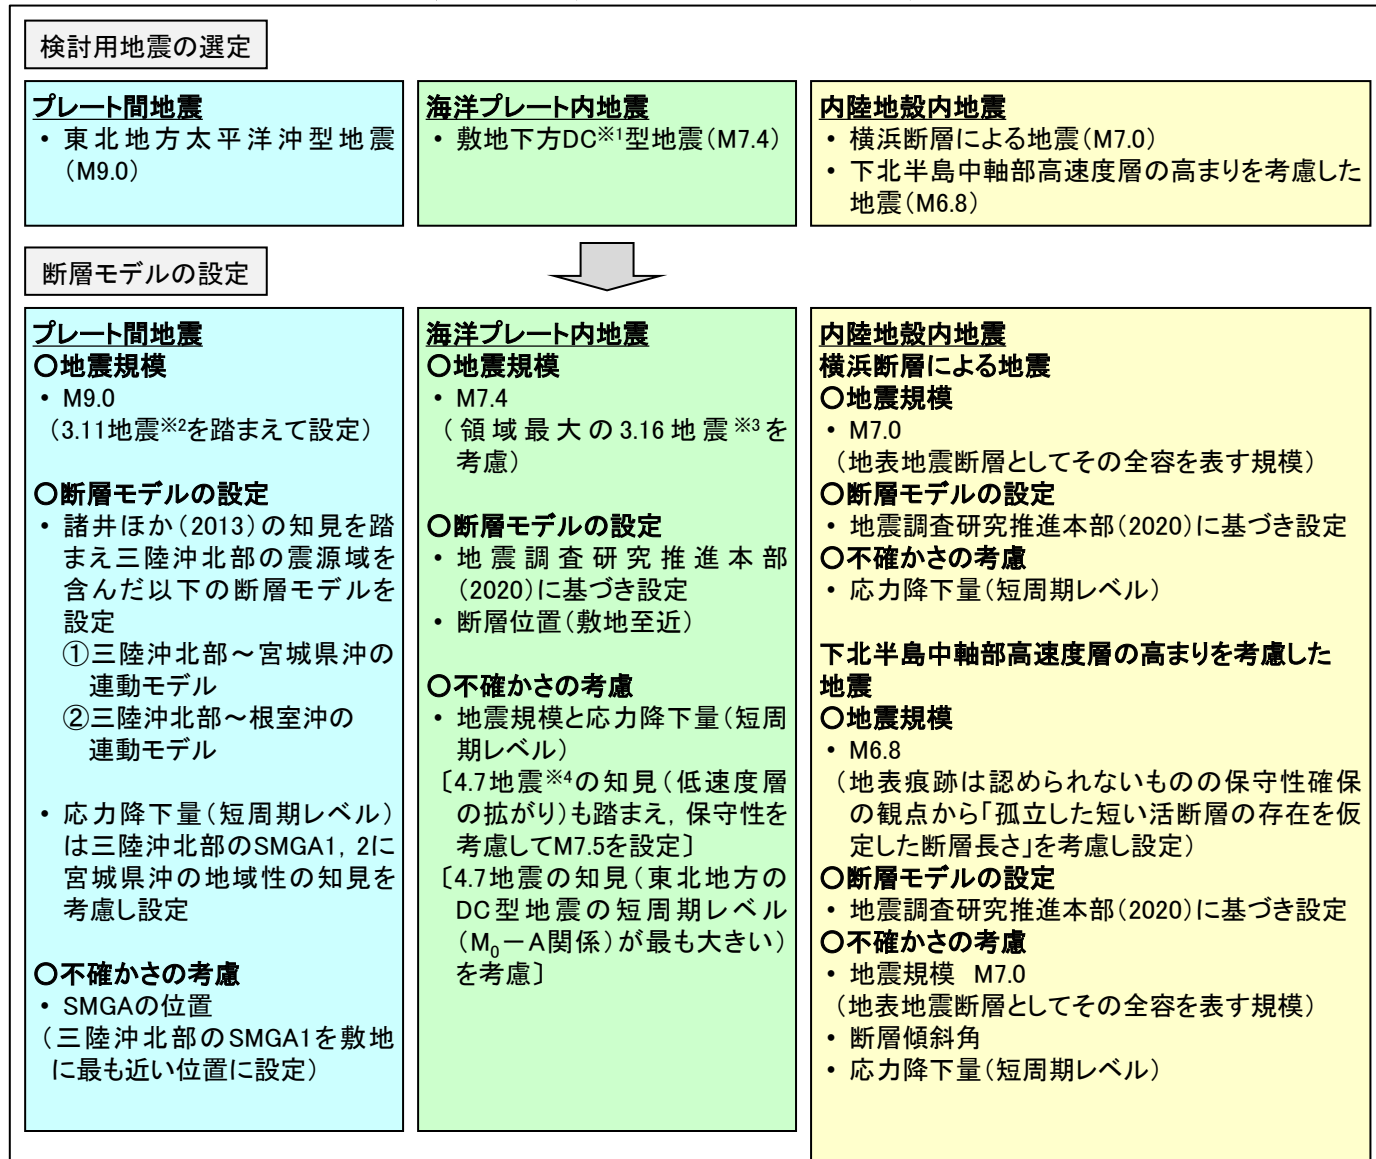 検討用地震の選定
プレート間地震
• 東北地方太平洋沖型地震
（M9.0）
海洋プレート内地震
• 敷地下方DC※1型地震（M7.4）
内陸地殻内地震
• 横浜断層による地震（M7.0）
• 下北半島中軸部高速度層の高まりを考慮した
地震（M6.8）
断層モデルの設定
プレート間地震
○地震規模
• M9.0
（3.11地震※2を踏まえて設定）
○断層モデルの設定
• 諸井ほか（2013）の知見を踏
まえ三陸沖北部の震源域を
含んだ以下の断層モデルを
設定
①三陸沖北部～宮城県沖の
連動モデル
②三陸沖北部～根室沖の
連動モデル
• 応力降下量（短周期レベル）
は三陸沖北部のSMGA1，2に
宮城県沖の地域性の知見を
考慮し設定
○不確かさの考慮
• SMGAの位置
（三陸沖北部のSMGA1を敷地
に最も近い位置に設定）
海洋プレート内地震
○地震規模
• M7.4
（領域最大の3.16地震※3を
考慮）
○断層モデルの設定
• 地震調査研究推進本部
（2020）に基づき設定
• 断層位置（敷地至近）
○不確かさの考慮
• 地震規模と応力降下量（短周
期レベル）
〔4.7地震※4の知見（低速度層
の拡がり）も踏まえ，保守性を
考慮してM7.5を設定〕
〔4.7地震の知見（東北地方の
DC型地震の短周期レベル
（M0－A関係）が最も大きい）
を考慮〕
内陸地殻内地震
横浜断層による地震
○地震規模
• M7.0
（地表地震断層としてその全容を表す規模）
○断層モデルの設定
• 地震調査研究推進本部（2020）に基づき設定
○不確かさの考慮
• 応力降下量（短周期レベル）
下北半島中軸部高速度層の高まりを考慮した
地震
○地震規模
• M6.8
（地表痕跡は認められないものの保守性確保
の観点から「孤立した短い活断層の存在を仮
定した断層長さ」を考慮し設定）
○断層モデルの設定
• 地震調査研究推進本部（2020）に基づき設定
○不確かさの考慮
• 地震規模　M7.0
（地表地震断層としてその全容を表す規模）
• 断層傾斜角
• 応力降下量（短周期レベル）